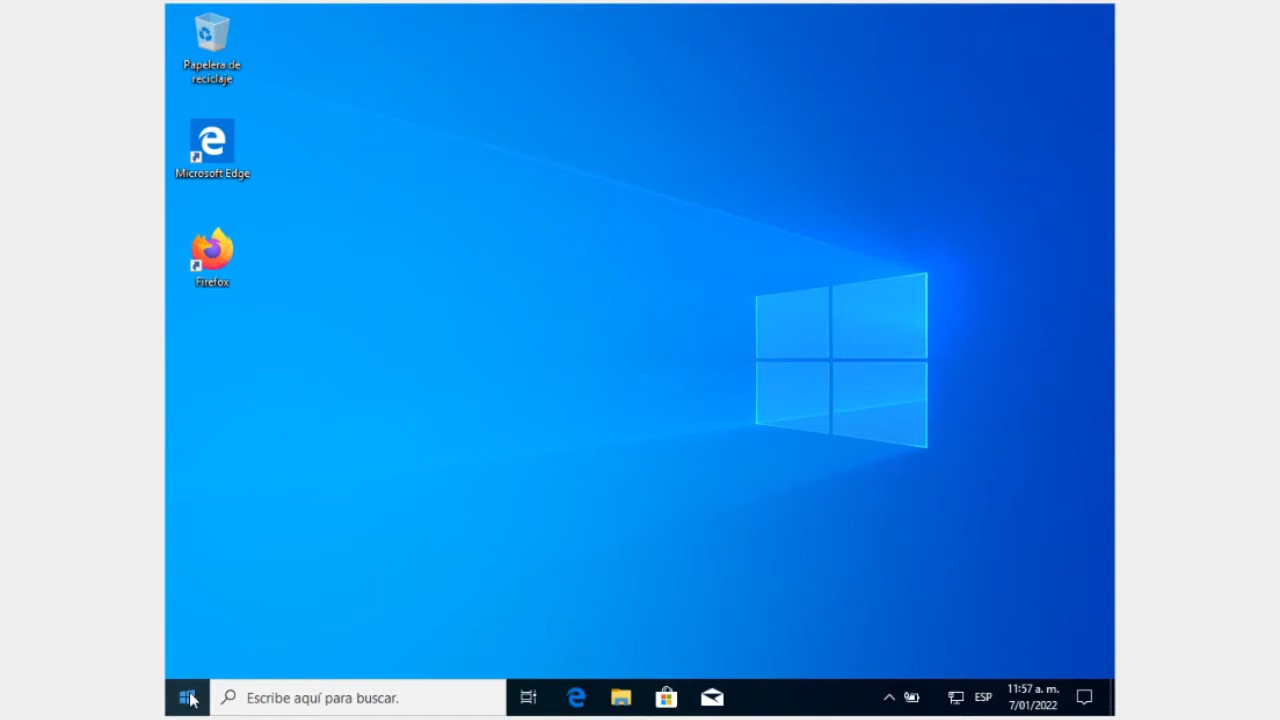 Papelera de
reciclaje
Microsoft Edge
Firefox
Escribe aquí para buscar.
ESP
11:57 a. m.
7/01/2022